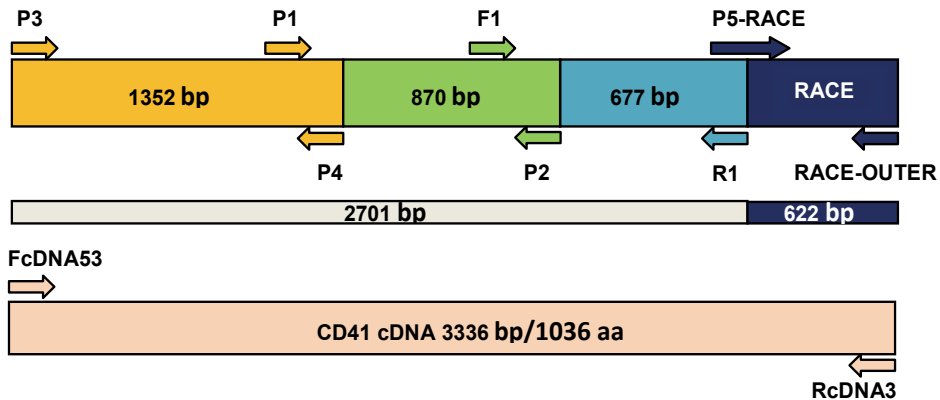 P3 P1 F1 P5-RACE
1352 bp 870 bp 677 bp RACE
P4 P2 R1 RACE-OUTER
2701 bp 622 bp
FcDNA53
CD41 cDNA 3336 bp/1036 aa
RcDNA3